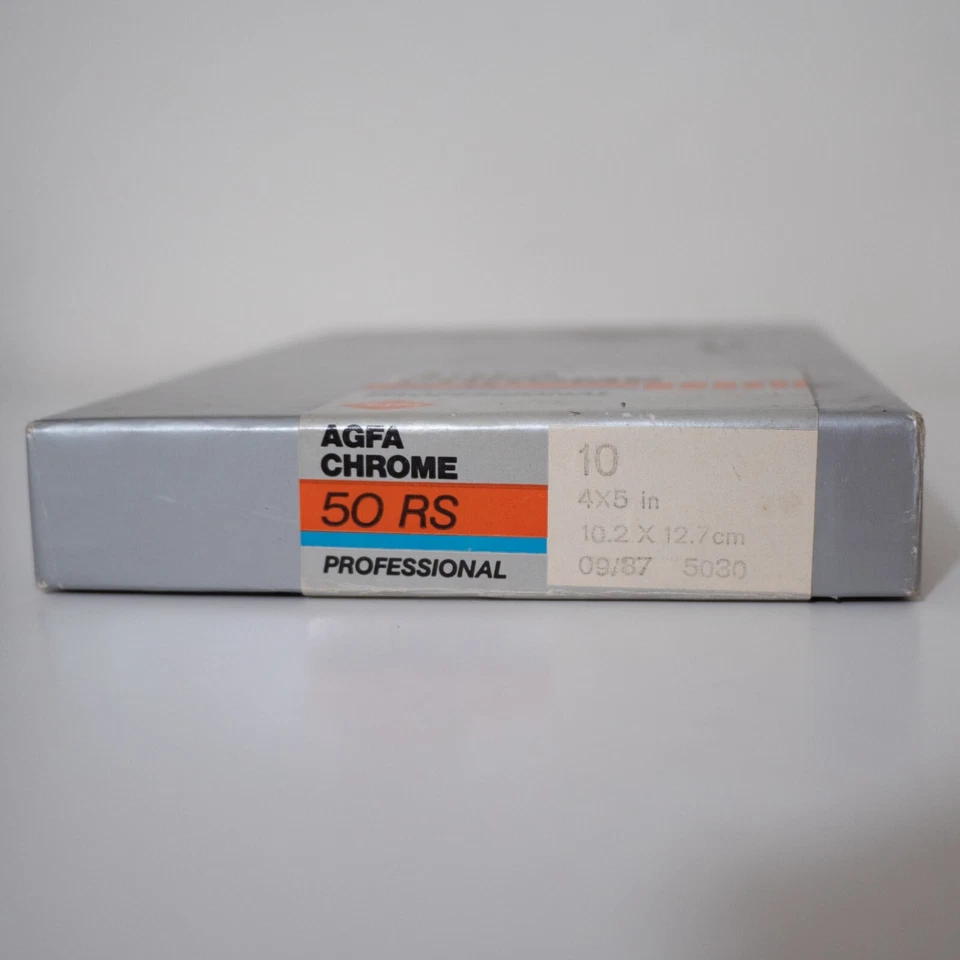 AGFA
CHROME
50 RS
PROFESSIONAL
10
4X5 in
10.2 X 12.7cm
09/87 5030